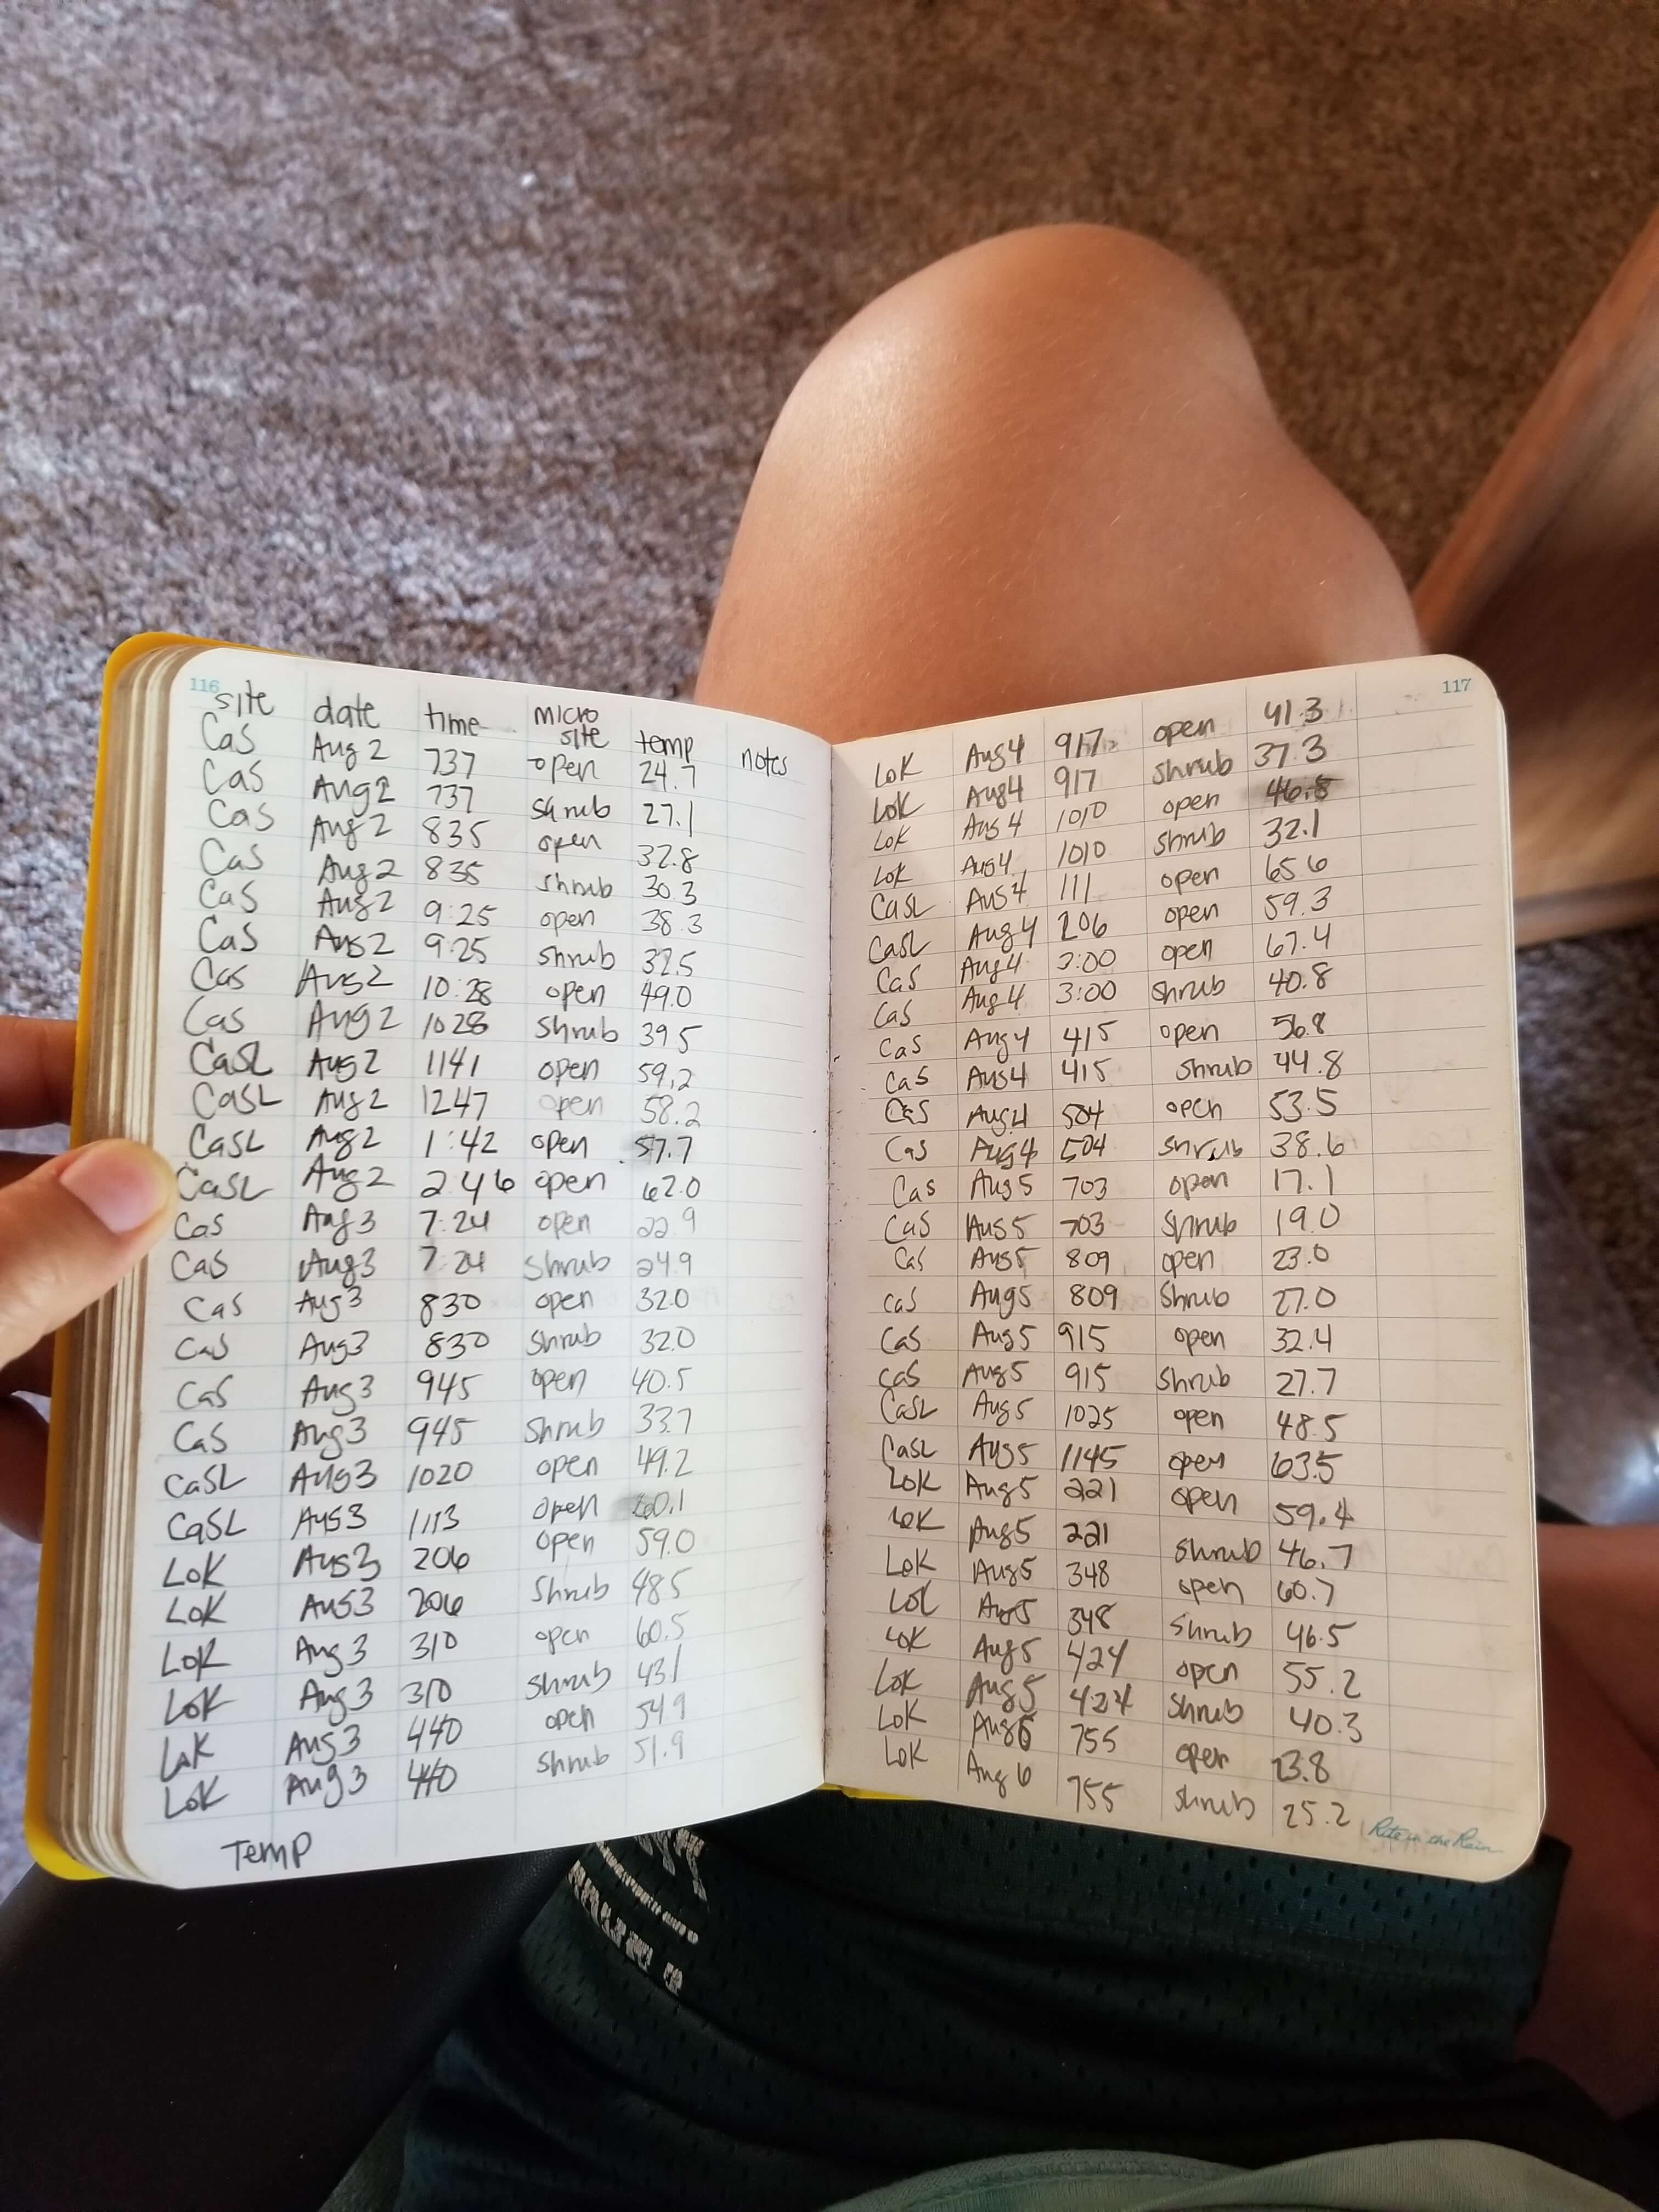 116
site date time micro site temp notes
Cas Aug 2 737 open 24.7
Cas Aug 2 737 shrub 27.1
Cas Aug 2 835 open 32.8
Cas Aug 2 835 shrub 30.3
Cas Aug 2 9:25 open 38.3
Cas Aug 2 9:25 shrub 32.5
Cas Aug 2 10:28 open 49.0
Cas Aug 2 1028 shrub 39.5
CasL Aug 2 1141 open 59.2
CasL Aug 2 1247 open 58.2
CasL Aug 2 1:42 open 57.7
CasL Aug 2 246 open 62.0
Cas Aug 3 7:24 open 22.9
Cas Aug 3 7:24 shrub 24.9
Cas Aug 3 830 open 32.0
Cas Aug 3 830 shrub 32.0
Cas Aug 3 945 open 40.5
Cas Aug 3 945 shrub 33.7
CasL Aug 3 1020 open 49.2
CaSL Aug 3 1113 open 60.1
LoK Aug 3 206 open 59.0
LoK Aug 3 206 shrub 48.5
LoK Aug 3 310 open 60.5
LoK Aug 3 310 shrub 43.1
LoK Aug 3 440 open 54.9
LoK Aug 3 440 shrub 51.9
Temp
117
LoK Aug 4 917 open 41.3
LoK Aug 4 917 shrub 37.3
LoK Aug 4 1010 open 46.8
LoK Aug 4 1010 shrub 32.1
CasL Aug 4 111 open 65.6
CasL Aug 4 206 open 59.3
Cas Aug 4 3:00 open 67.4
Cas Aug 4 3:00 shrub 40.8
Cas Aug 4 415 open 56.8
Cas Aug 4 415 shrub 44.8
Cas Aug 4 504 open 53.5
Cas Aug 4 504 shrub 38.6
Cas Aug 5 703 open 17.1
Cas Aug 5 703 shrub 19.0
Cas Aug 5 809 open 23.0
cas Aug 5 809 shrub 27.0
Cas Aug 5 915 open 32.4
cas Aug 5 915 shrub 27.7
CasL Aug 5 1025 open 48.5
CasL Aug 5 1145 open 63.5
LoK Aug 5 221 open 59.4
LoK Aug 5 221 shrub 46.7
LoK Aug 5 348 open 60.7
LoK Aug 5 348 shrub 46.5
LoK Aug 5 424 open 55.2
LoK Aug 5 424 shrub 40.3
LoK Aug 6 755 open 23.8
LoK Aug 6 755 shrub 25.2
Rite in the Rain